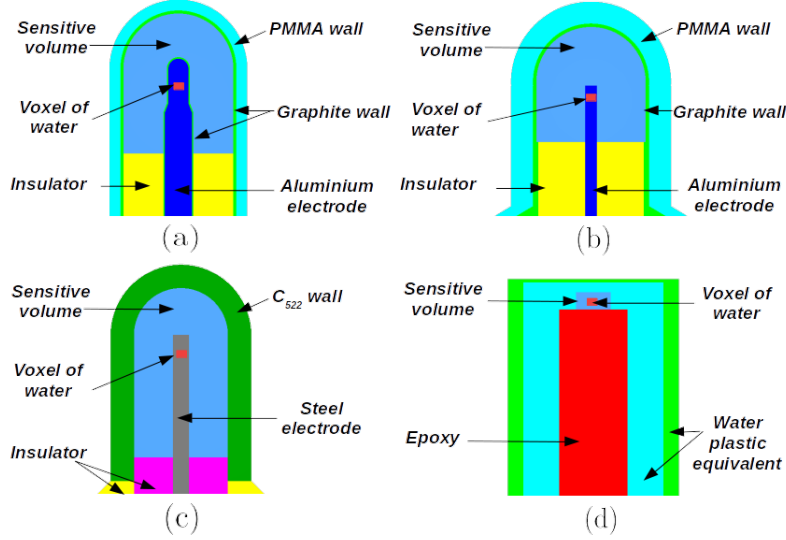 Sensitive
volume
PMMA wall
Voxel of
water
Graphite wall
Insulator
Aluminium
electrode
(a)
Sensitive
volume
PMMA wall
Voxel of
water
Graphite wall
Insulator
Aluminium
electrode
(b)
Sensitive
volume
C522 wall
Voxel of
water
Steel
electrode
Insulator
(c)
Sensitive
volume
Voxel of
water
Epoxy
Water
plastic
equivalent
(d)